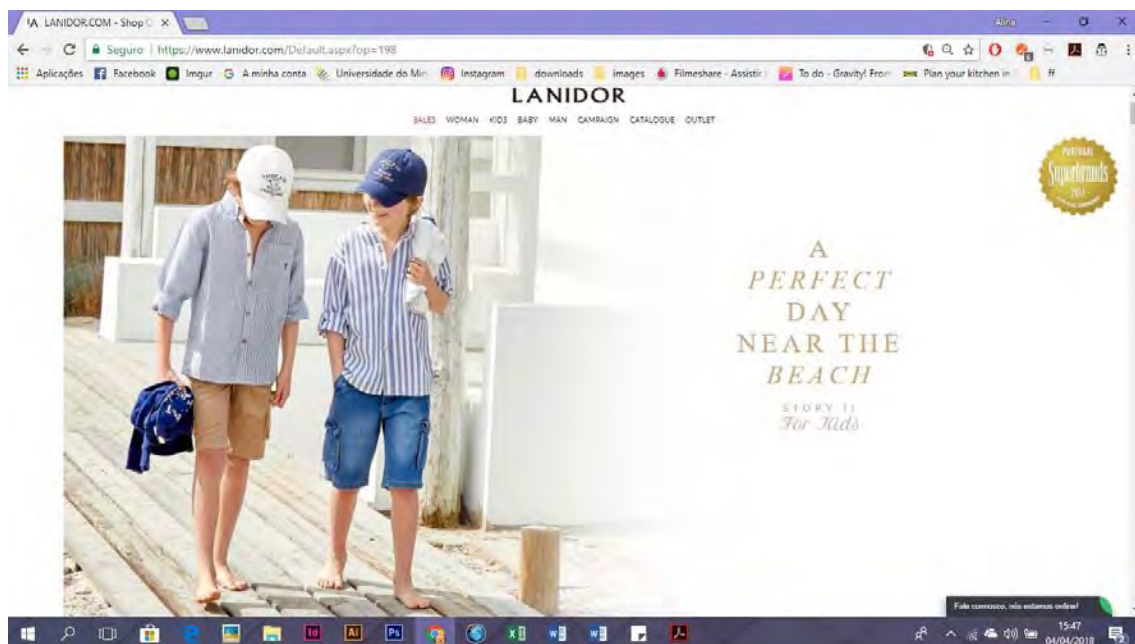 LANIDOR.COM - Shop
Alina
Seguro | https://www.lanidor.com/Default.aspx?op=198
Aplicações Facebook Imgur A minha conta Universidade do Min Instagram downloads images Filmeshare - Assistir To do - Gravity! From Plan your kitchen in ff
LANIDOR
SALES WOMAN KIDS BABY MAN CAMPAIGN CATALOGUE OUTLET
PORTUGAL
Superbrands
A
PERFECT
DAY
NEAR THE
BEACH
STORY II
For Kids
Fale connosco, nós estamos online!
15:47
04/04/2018